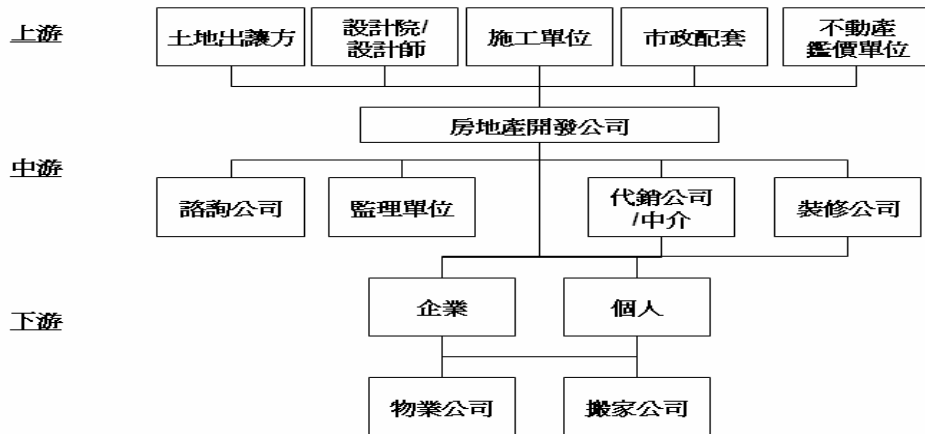 上游
土地出讓方
設計院/
設計師
施工單位
市政配套
不動產
鑑價單位
房地產開發公司
中游
諮詢公司
監理單位
代銷公司
/中介
裝修公司
企業
個人
下游
物業公司
搬家公司